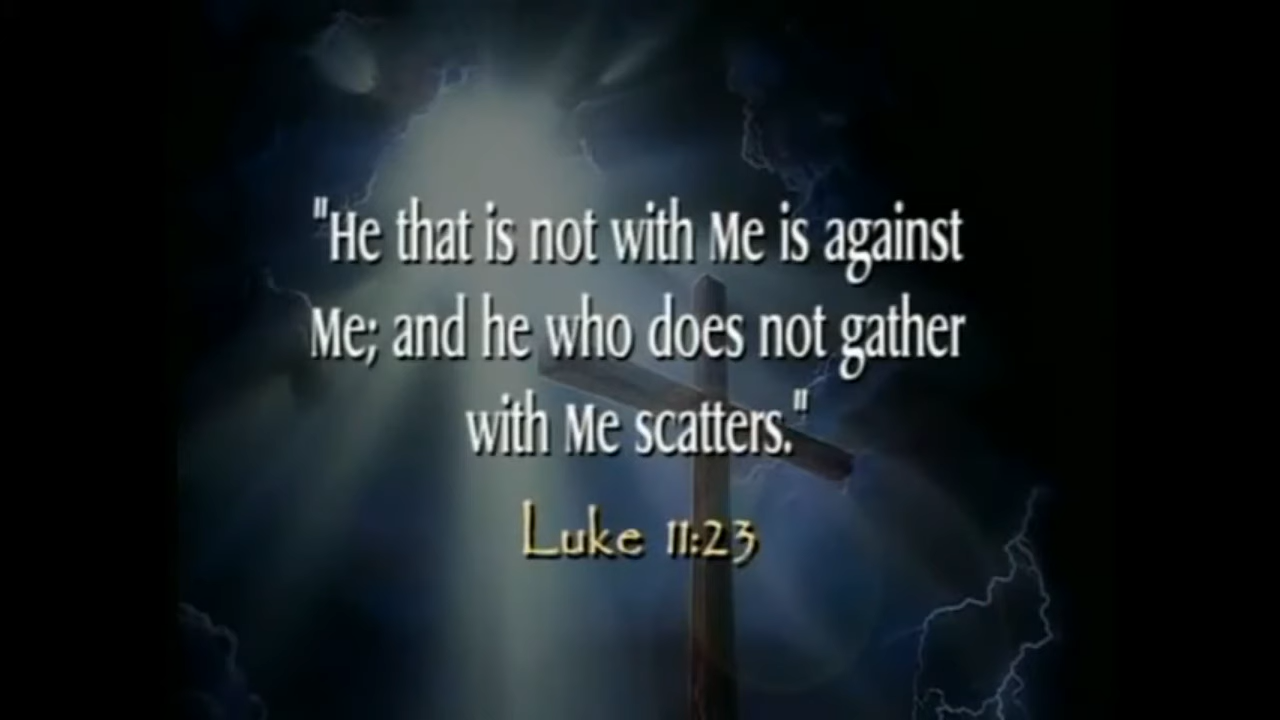 "He that is not with Me is against
Me; and he who does not gather
with Me scatters."
Luke 11:23